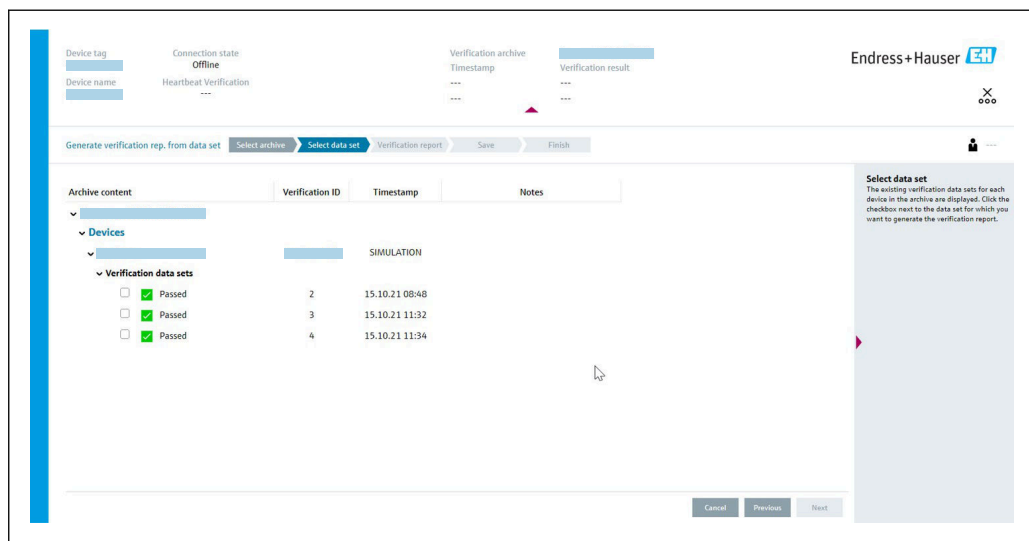 Device tag
Connection state
Offline
Device name
Heartbeat Verification
---
Verification archive
Timestamp
Verification result
---
---
---
---
Endress+Hauser EH
Generate verification rep. from data set
Select archive
Select data set
Verification report
Save
Finish
---
Archive content
Verification ID
Timestamp
Notes
Devices
SIMULATION
Verification data sets
Passed 2 15.10.21 08:48
Passed 3 15.10.21 11:32
Passed 4 15.10.21 11:34
Select data set
The existing verification data sets for each
device in the archive are displayed. Click the
checkbox next to the data set for which you
want to generate the verification report.
Cancel
Previous
Next